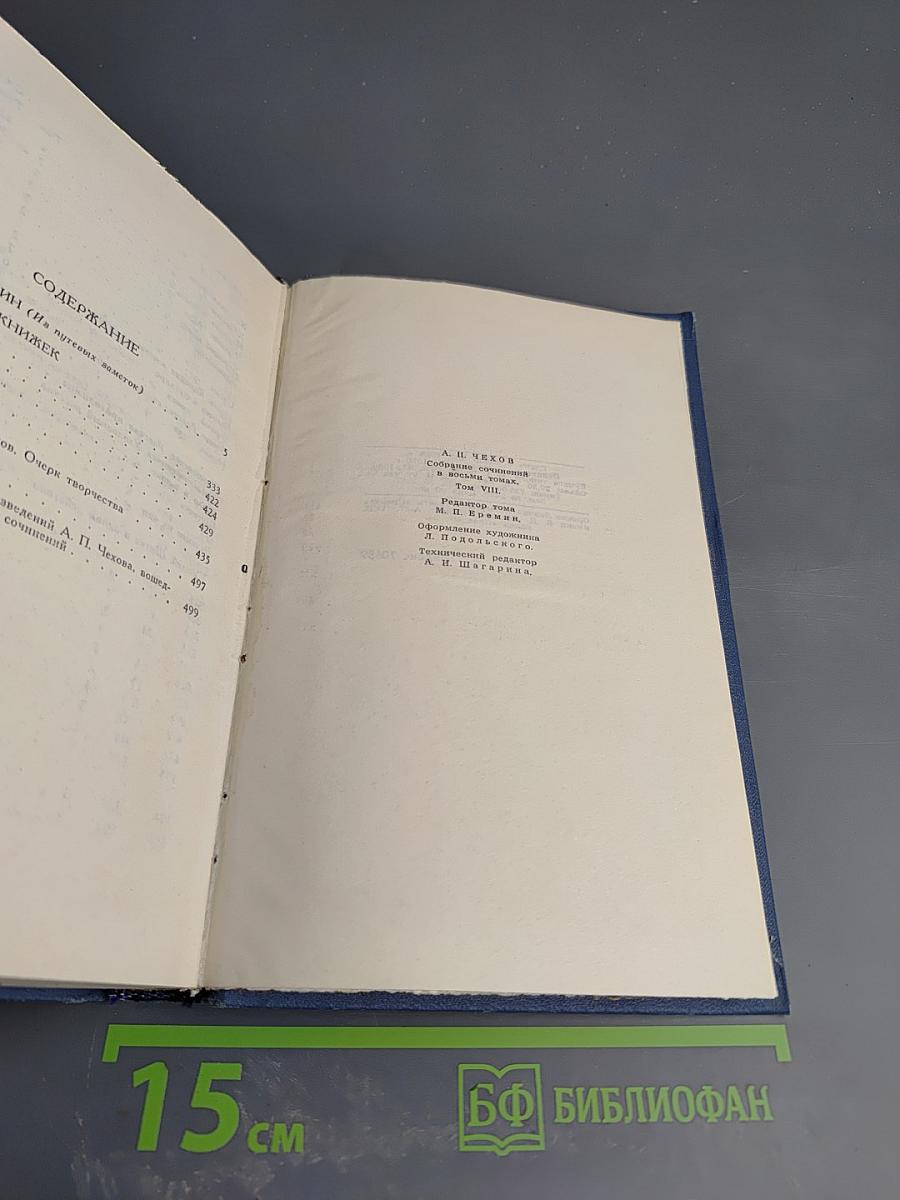 СОДЕРЖАНИЕ
ИН (Из путевых заметок)
КНИЖЕК
5
333
422
424
ов. Очерк творчества
429
435
зведений А. П. Чехова, вошед-
497
сочинений
499
А. П. ЧЕХОВ
Собрание сочинений
в восьми томах.
Том VIII.
Редактор тома
М. П. Еремин.
Оформление художника
Л. Подольского.
Технический редактор
А. И. Шагарина.
15 см
БФ БИБЛИОФАН